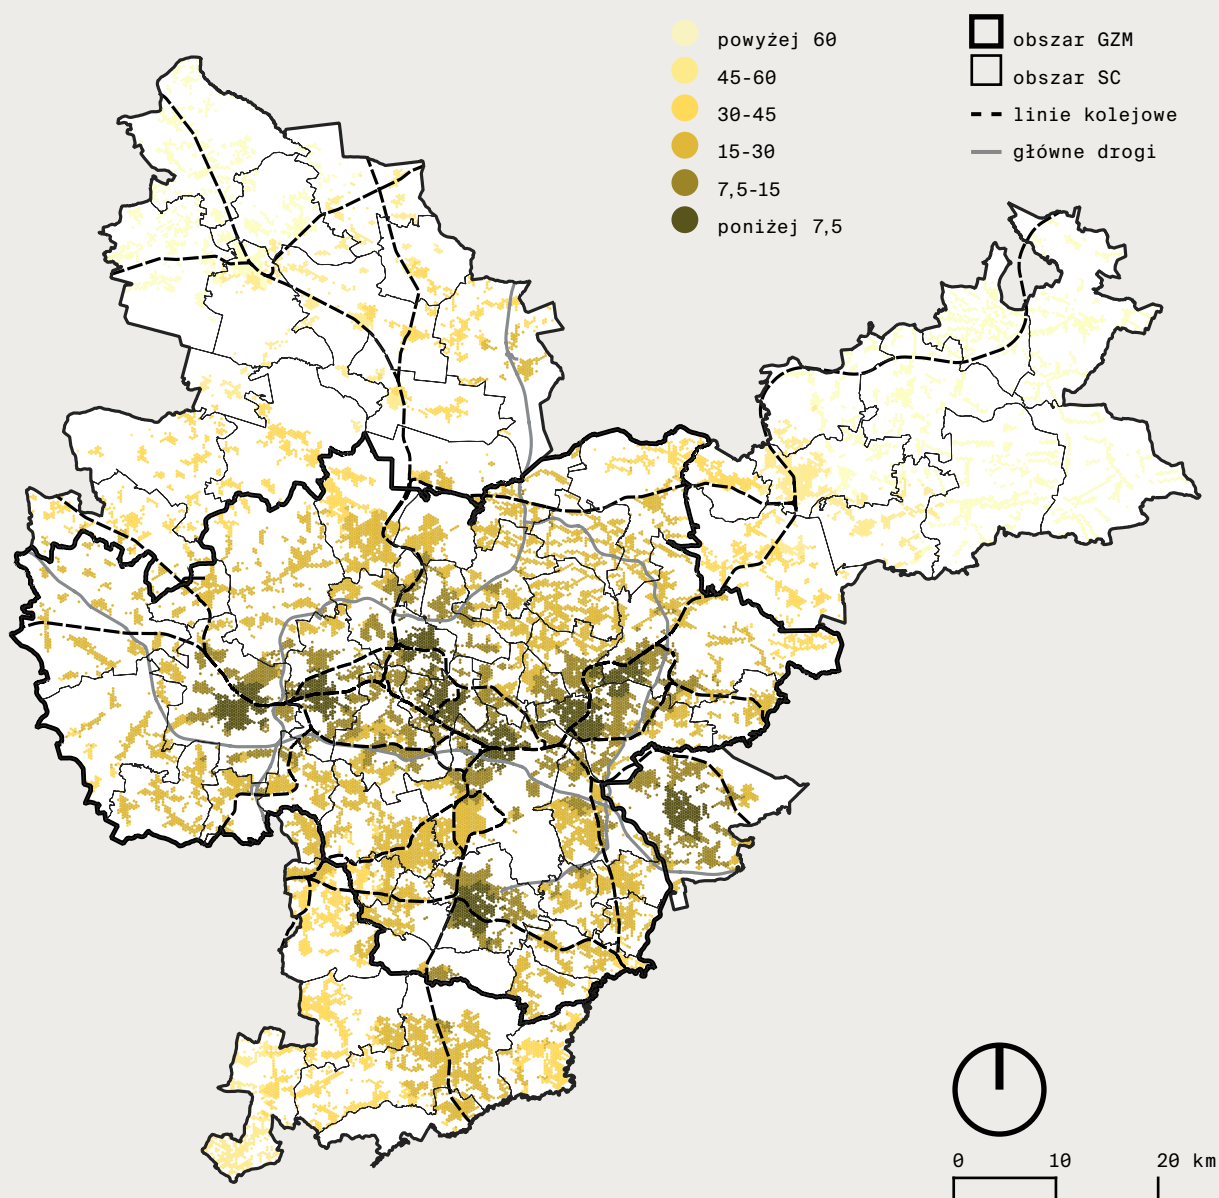 powyżej 60
45-60
30-45
15-30
7,5-15
poniżej 7,5
obszar GZM
obszar SC
linie kolejowe
główne drogi
0 10 20 km